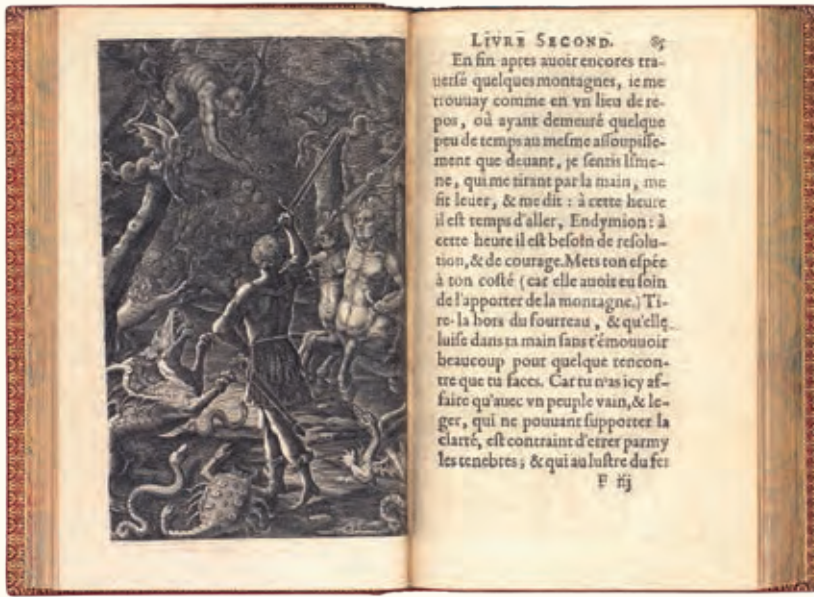 LIVRE SECOND. 85
En fin apres auoir encores tra-
uersé quelques montagnes, ie me
trouuay comme en vn lieu de re-
pos, où ayant demeuré quelque
peu de temps au mesme assoupisse-
ment que deuant, je sentis Isme-
ne, qui me tirant par la main, me
fit leuer, & me dit : à cette heure
il est temps d'aller, Endymion : à
cette heure il est besoin de resolu-
tion, & de courage. Mets ton espée
à ton costé (car elle auoit eu soin
de l'apporter de la montagne.) Ti-
re-la hors du fourreau, & qu'elle
luise dans ta main sans t'émouuoir
beaucoup pour quelque rencon-
tre que tu faces. Car tu n'as icy af-
faire qu'auec vn peuple vain, & le-
ger, qui ne pouuant supporter la
clarté, est contraint d'errer parmy
les tenebres ; & qui au lustre du fer
F iij